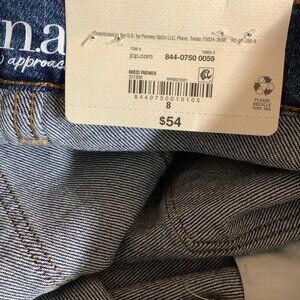 n.a
approac
Distributed in the U.S. by Penney OpCo LLC, Plano, Texas 75024-3698
jcp.com 844-0750 0059
MED REMIX
8440750010105
8
$54
PLEASE
RECYCLE
THIS TAG